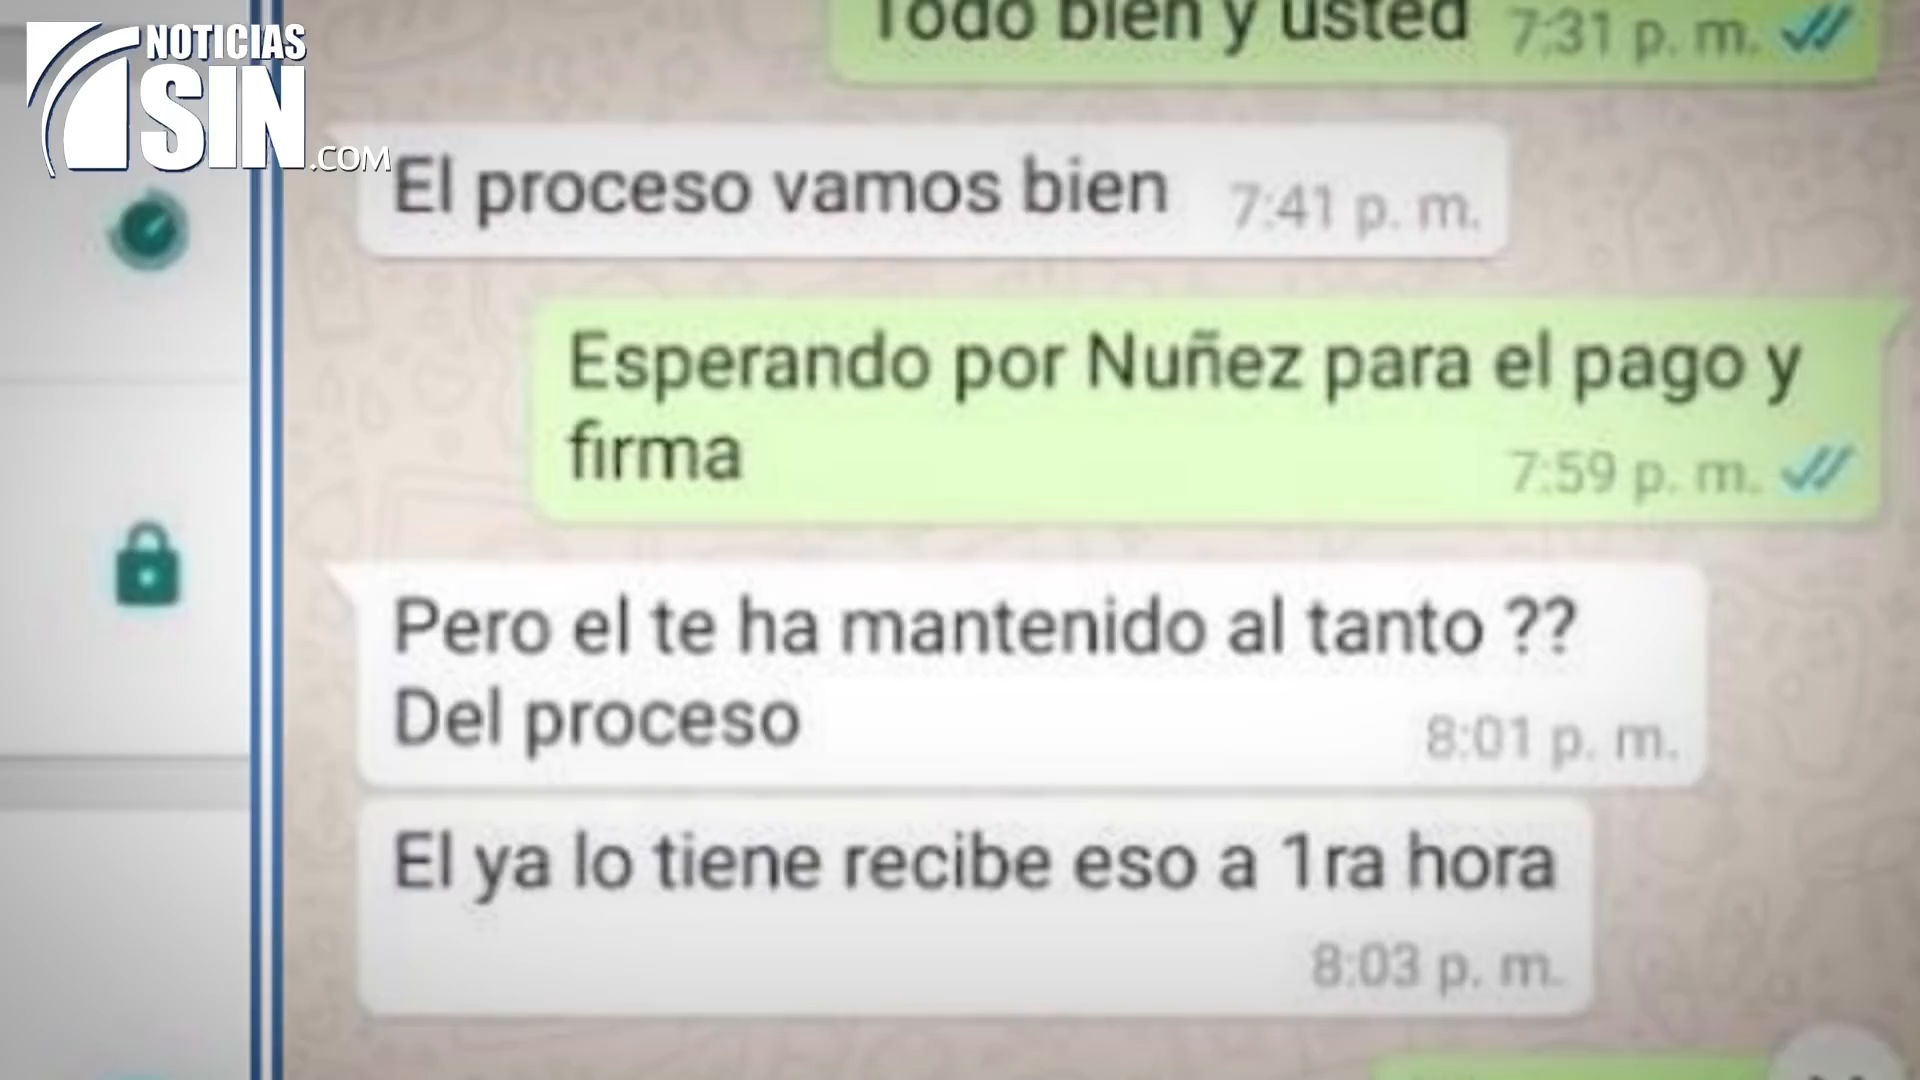 NOTICIAS
SIN
.COM
Todo bien y usted 7:31 p. m.
El proceso vamos bien 7:41 p. m.
Esperando por Nuñez para el pago y
firma 7:59 p. m.
Pero el te ha mantenido al tanto ??
Del proceso 8:01 p. m.
El ya lo tiene recibe eso a 1ra hora
8:03 p. m.